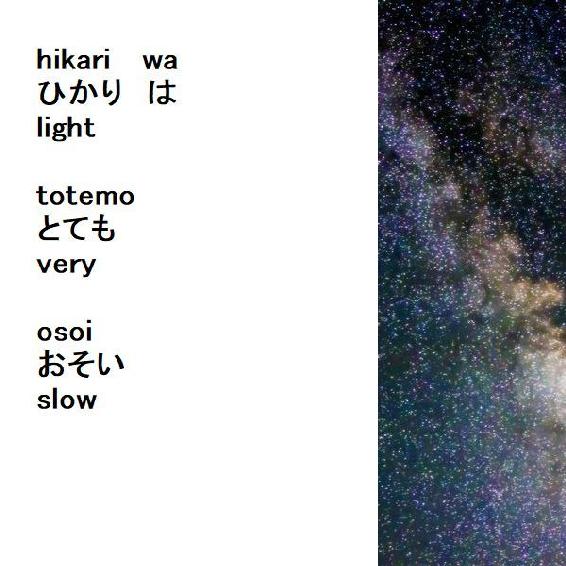 hikari wa
ひかり は
light
totemo
とても
very
osoi
おそい
slow